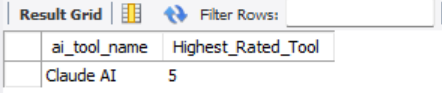 Result Grid Filter Rows:
ai_tool_name Highest_Rated_Tool
Claude AI 5